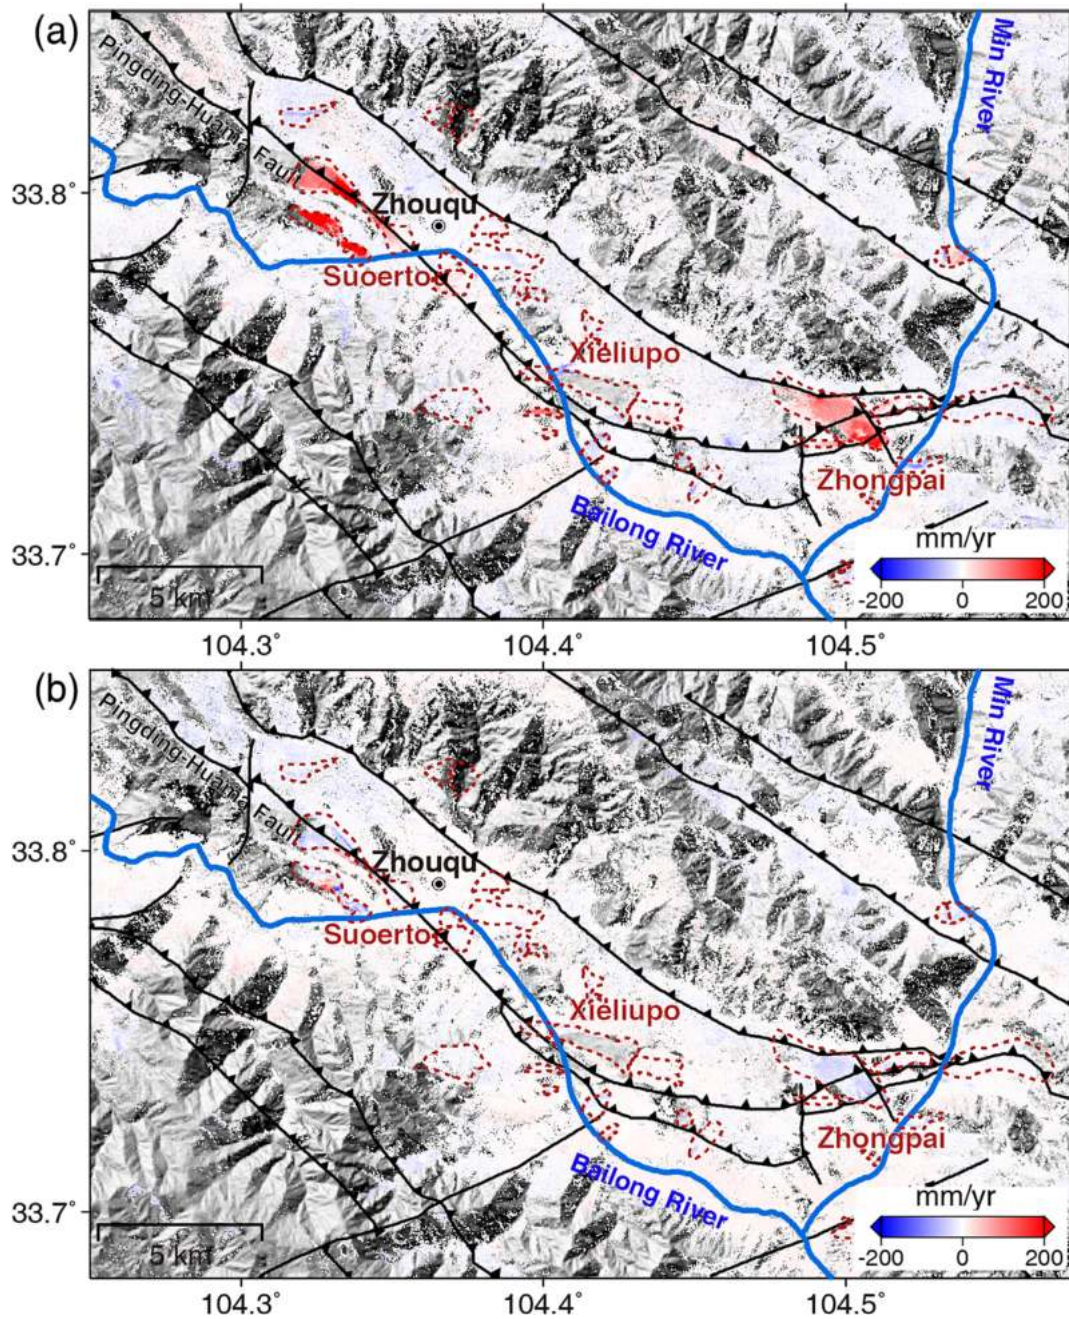 (a)
Pingding-Huama
Fault
Min River
33.8°
Zhouqu
Suoertou
Xieliupo
Zhongpai
Bailong River
33.7°
5 km
mm/yr
-200 0 200
104.3° 104.4° 104.5°
(b)
Pingding-Huama
Fault
Min River
33.8°
Zhouqu
Suoertou
Xieliupo
Zhongpai
Bailong River
33.7°
5 km
mm/yr
-200 0 200
104.3° 104.4° 104.5°